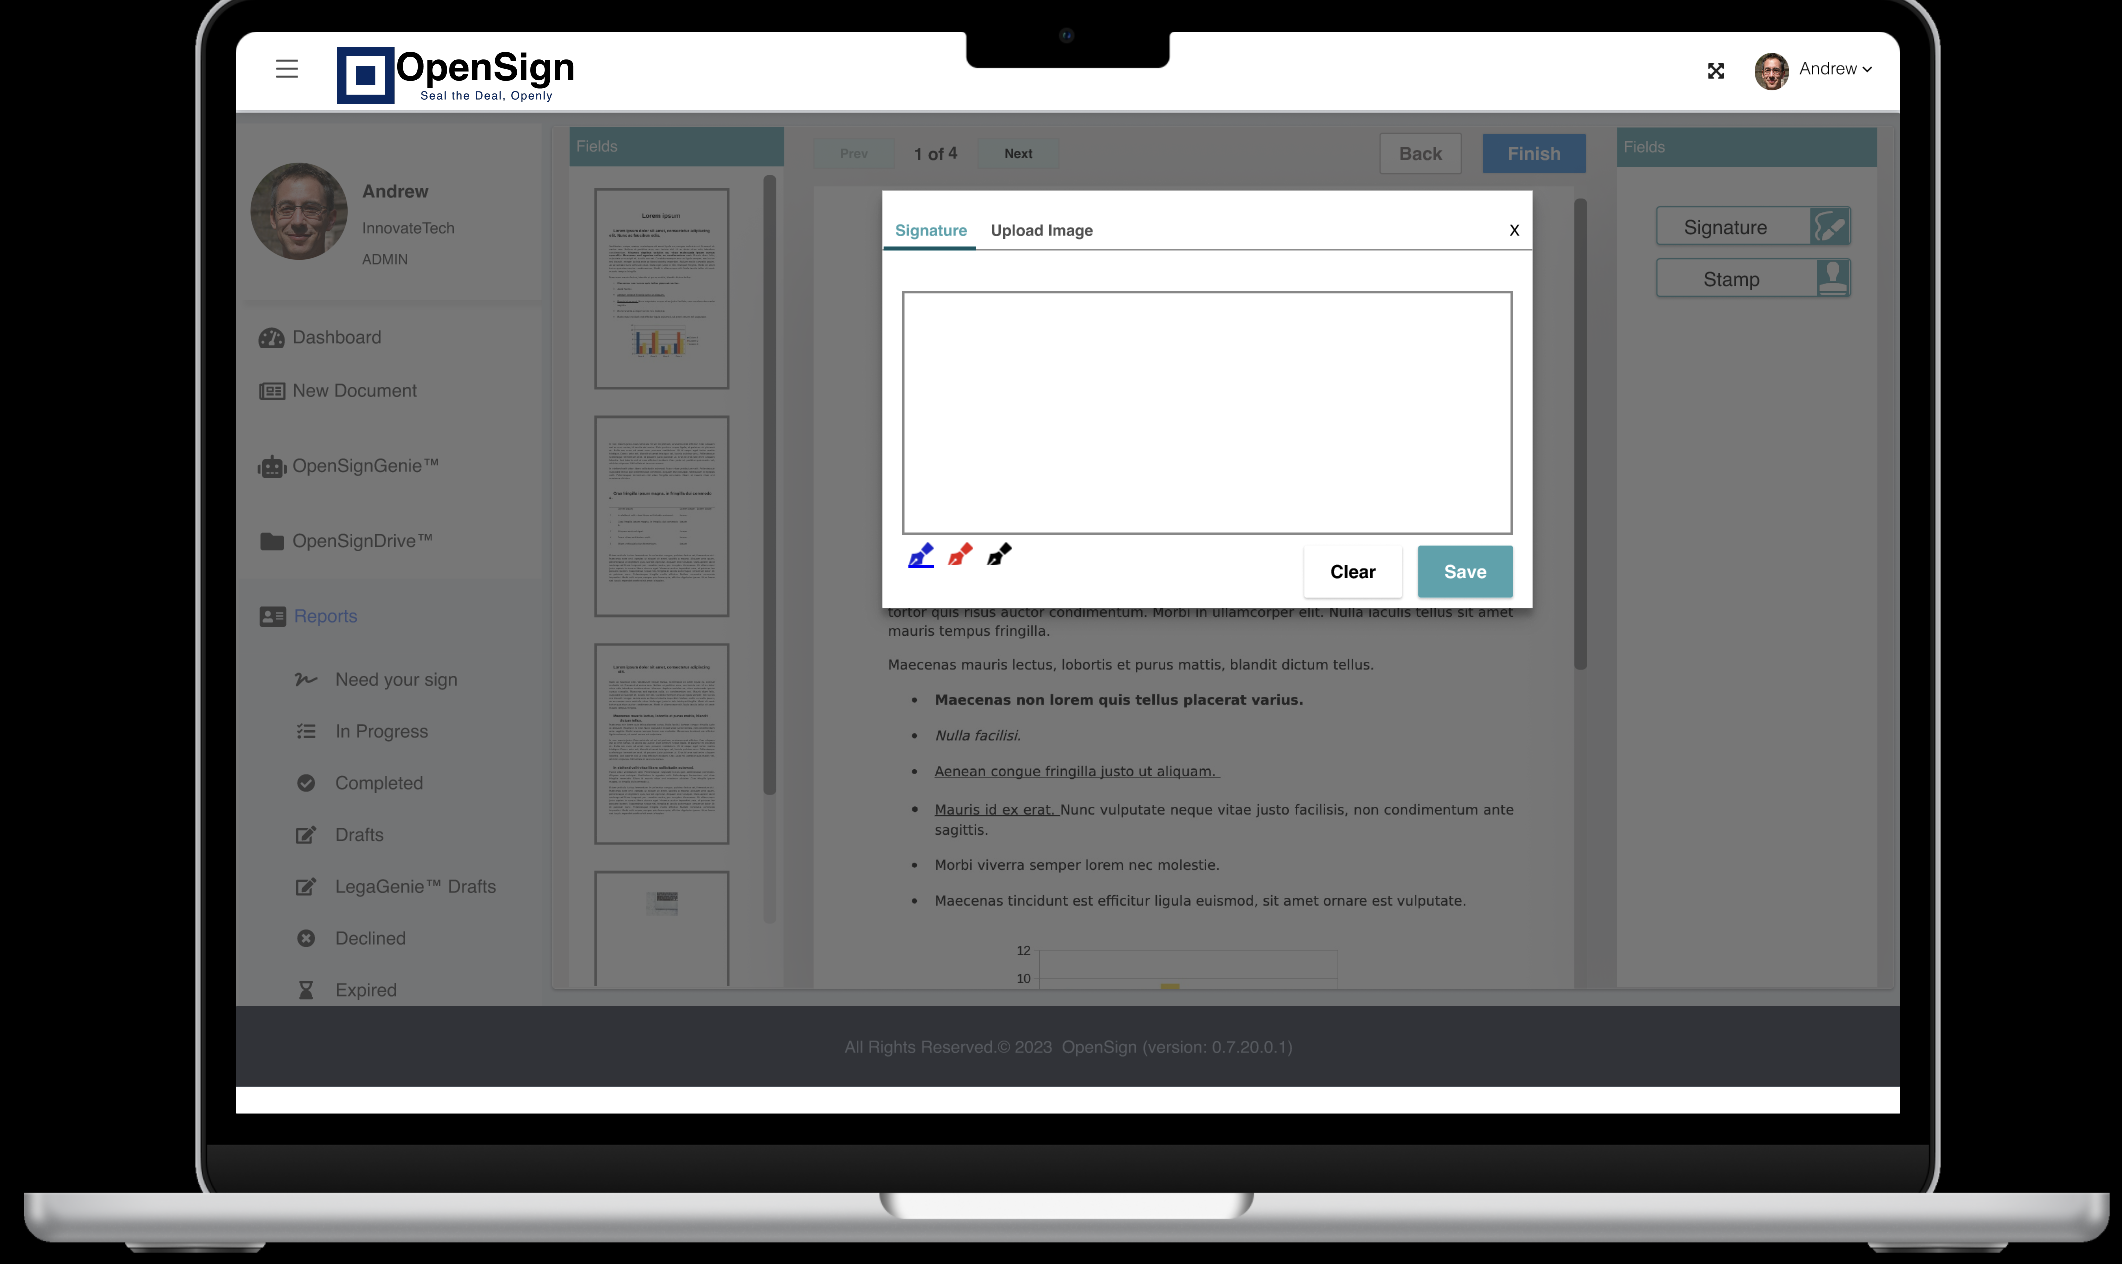 OpenSign
Seal the Deal, Openly
Andrew
Andrew
InnovateTech
ADMIN
Dashboard
New Document
OpenSignGenie™
OpenSignDrive™
Reports
Need your sign
In Progress
Completed
Drafts
LegaGenie™ Drafts
Declined
Expired
Fields
Lorem ipsum
Prev
1 of 4
Next
Back
Finish
Signature
Upload Image
X
Clear
Save
tortor quis risus auctor condimentum. Morbi in ullamcorper elit. Nulla iaculis tellus sit amet
mauris tempus fringilla.
Maecenas mauris lectus, lobortis et purus mattis, blandit dictum tellus.
• Maecenas non lorem quis tellus placerat varius.
• Nulla facilisi.
• Aenean congue fringilla justo ut aliquam.
• Mauris id ex erat. Nunc vulputate neque vitae justo facilisis, non condimentum ante
sagittis.
• Morbi viverra semper lorem nec molestie.
• Maecenas tincidunt est efficitur ligula euismod, sit amet ornare est vulputate.
12
10
Fields
Signature
Stamp
All Rights Reserved.© 2023 OpenSign (version: 0.7.20.0.1)